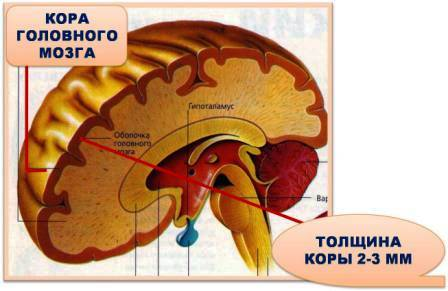 КОРА
ГОЛОВНОГО
МОЗГА
Гипоталамус
Оболочка
головного
мозга
ТОЛЩИНА
КОРЫ 2-3 ММ